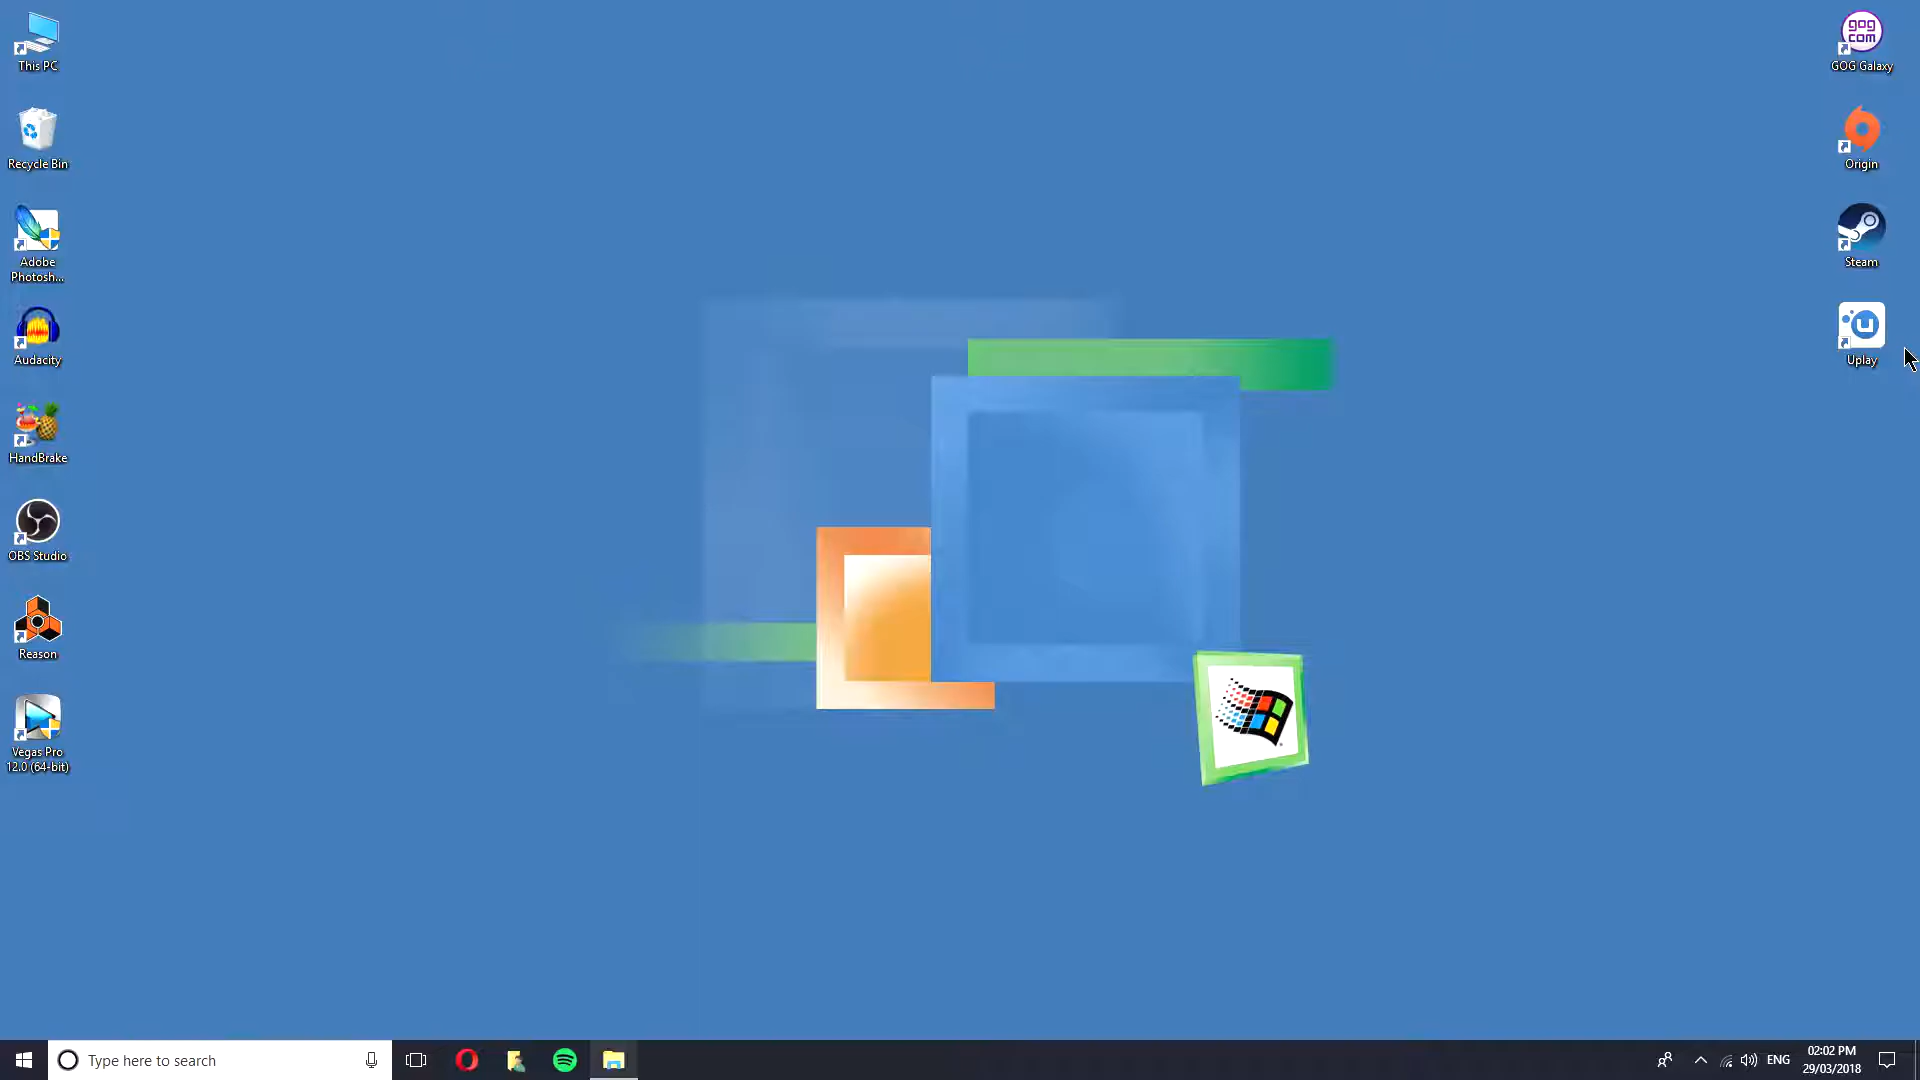 This PC
Recycle Bin
Adobe
Photosh...
Audacity
HandBrake
OBS Studio
Reason
Vegas Pro
12.0 (64-bit)
gog
com
GOG Galaxy
Origin
Steam
Uplay
Type here to search
ENG
02:02 PM
29/03/2018